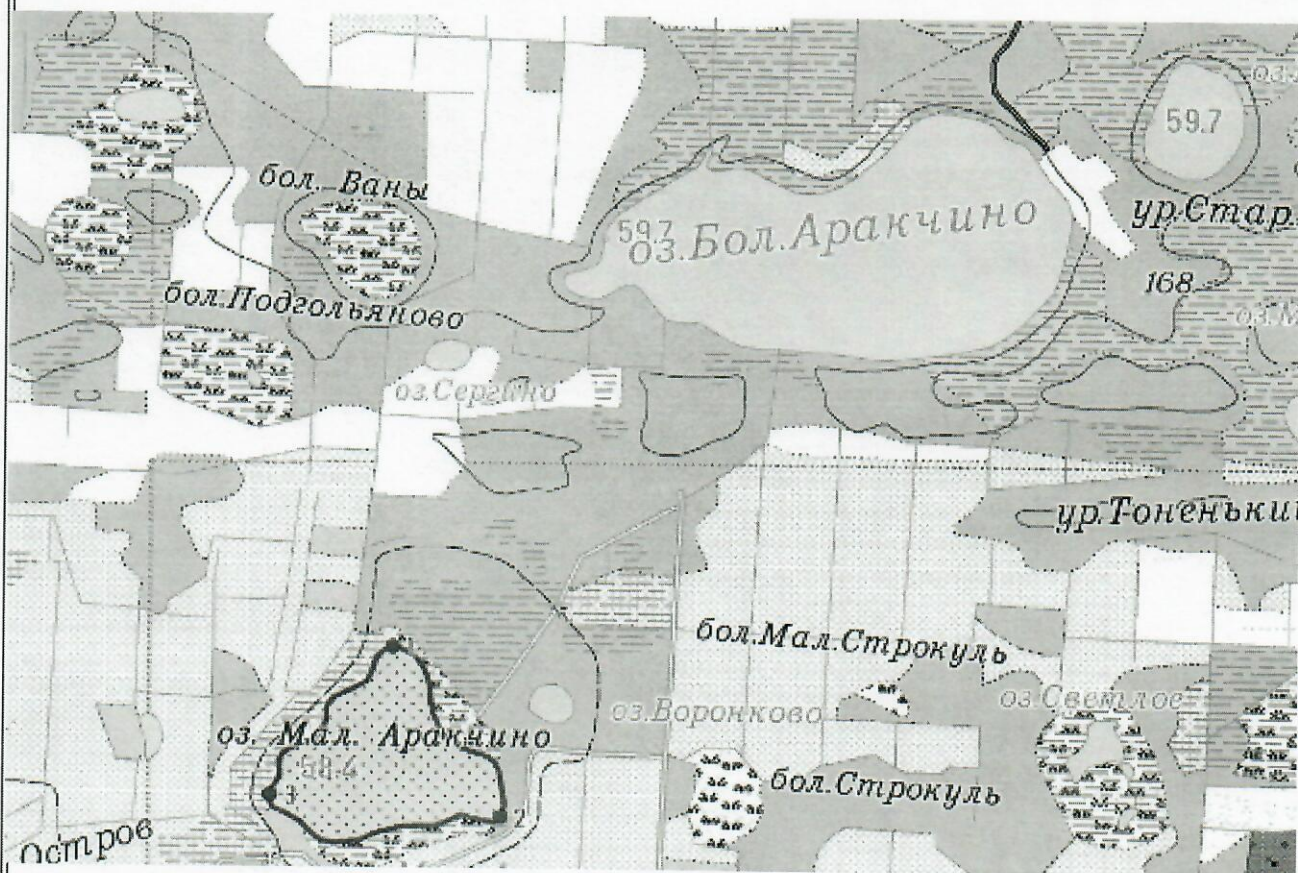 59.7
бол. Ваны
59.7
оз. Бол. Аракчино
ур. Стар.
168
бол. Подгольяново
оз. Сергино
ур. Тоненьки
бол. Мал. Строкуль
оз. Светлое
оз. Воронково
оз. Мал. Аракчино
58.4
3
2
бол. Строкуль
Остров